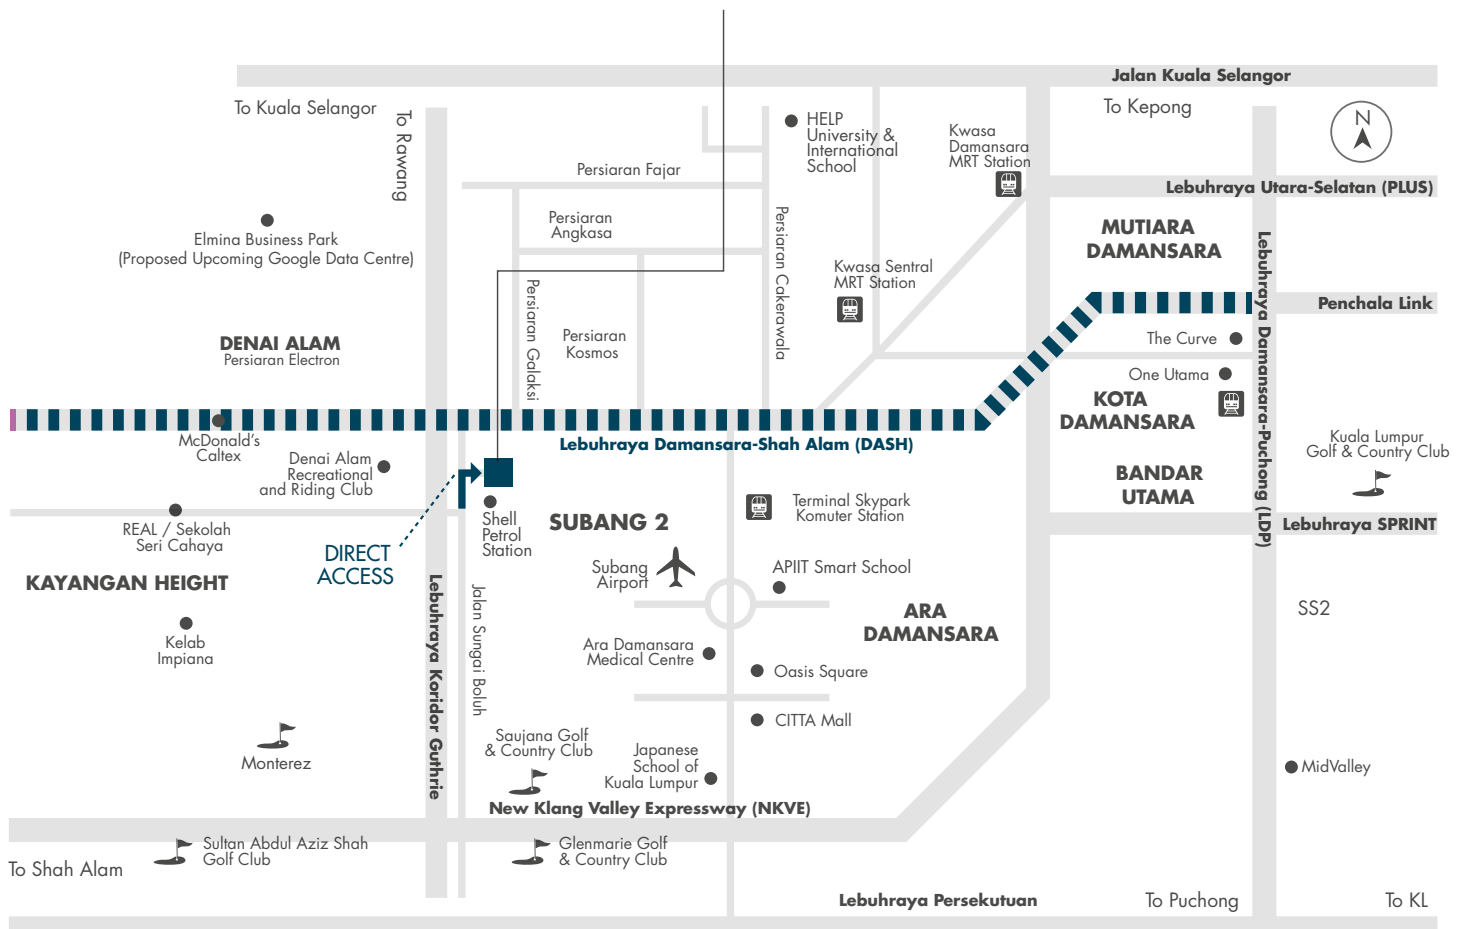 Jalan Kuala Selangor
To Kuala Selangor
To Rawang
To Kepong
N
HELP
University &
International
School
Kwasa
Damansara
MRT Station
Persiaran Fajar
Lebuhraya Utara-Selatan (PLUS)
Persiaran
Angkasa
Persiaran Cakerawala
MUTIARA
DAMANSARA
Elmina Business Park
(Proposed Upcoming Google Data Centre)
Kwasa Sentral
MRT Station
Persiaran Galaksi
Lebuhraya Damansara-Puchong (LDP)
Penchala Link
Persiaran
Kosmos
DENAI ALAM
Persiaran Electron
The Curve
One Utama
KOTA
DAMANSARA
McDonald's
Caltex
Lebuhraya Damansara-Shah Alam (DASH)
Kuala Lumpur
Golf & Country Club
Denai Alam
Recreational
and Riding Club
BANDAR
UTAMA
Terminal Skypark
Komuter Station
REAL / Sekolah
Seri Cahaya
Shell
Petrol
Station
SUBANG 2
Lebuhraya SPRINT
DIRECT
ACCESS
Subang
Airport
APIIT Smart School
KAYANGAN HEIGHT
Lebuhraya Koridor Guthrie
Jalan Sungai Boluh
ARA
DAMANSARA
SS2
Kelab
Impiana
Ara Damansara
Medical Centre
Oasis Square
CITTA Mall
Saujana Golf
& Country Club
Japanese
School of
Kuala Lumpur
Monterez
MidValley
New Klang Valley Expressway (NKVE)
Sultan Abdul Aziz Shah
Golf Club
Glenmarie Golf
& Country Club
To Shah Alam
Lebuhraya Persekutuan
To Puchong
To KL